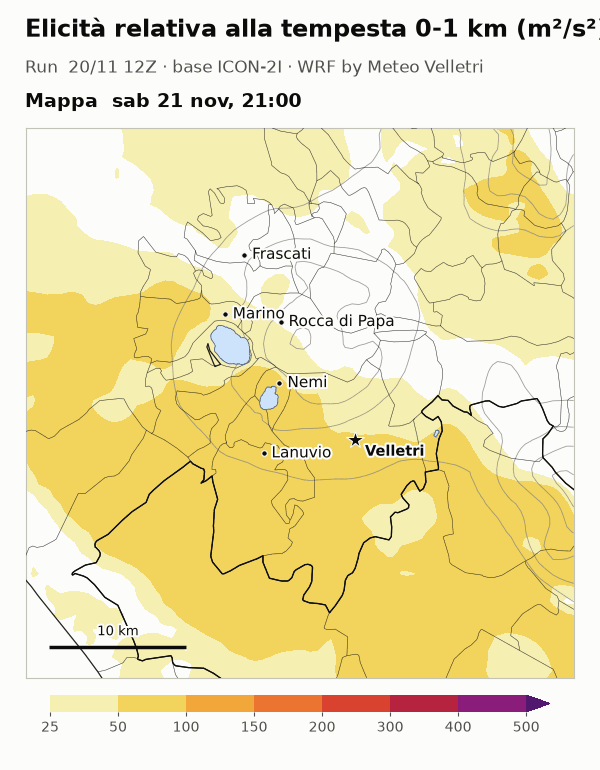 Elicità relativa alla tempesta 0-1 km (m²/s²)
Run  20/11 12Z · base ICON-2I · WRF by Meteo Velletri
Mappa  sab 21 nov, 21:00
Frascati
Marino
Rocca di Papa
Nemi
Velletri
Lanuvio
10 km
25 50 100 150 200 300 400 500